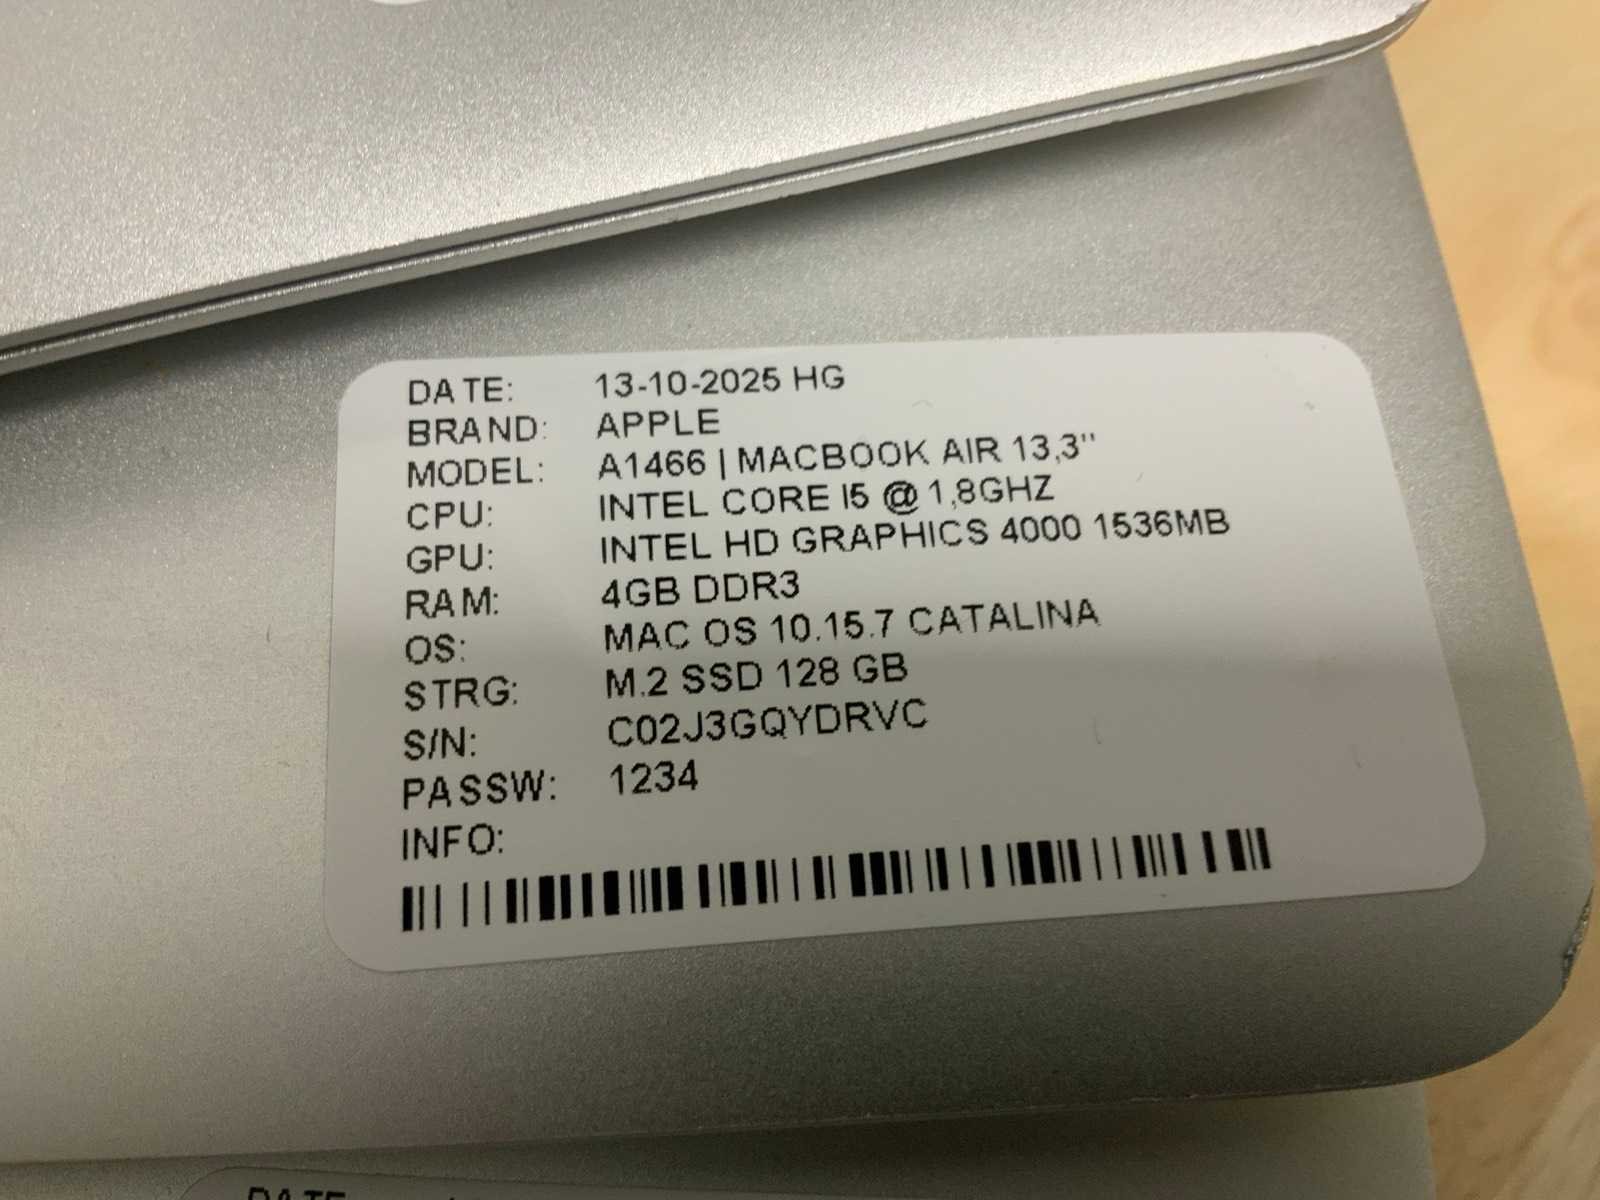 DATE: 13-10-2025 HG
BRAND: APPLE
MODEL: A1466 | MACBOOK AIR 13,3"
CPU: INTEL CORE I5 @ 1,8GHZ
GPU: INTEL HD GRAPHICS 4000 1536MB
RAM: 4GB DDR3
OS: MAC OS 10.15.7 CATALINA
STRG: M.2 SSD 128 GB
S/N: C02J3GQYDRVC
PASSW: 1234
INFO:
DATE